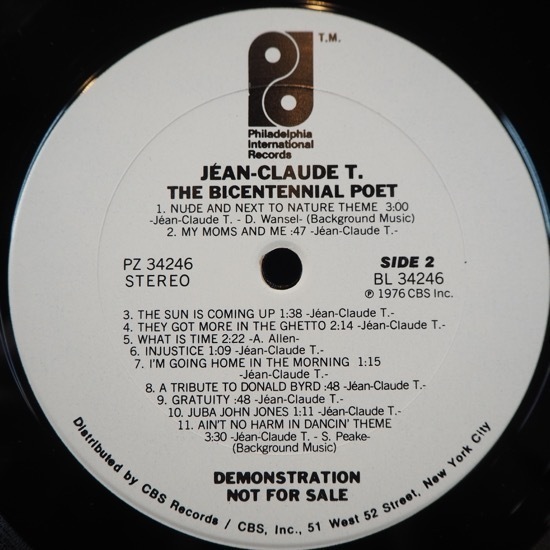 T.M.
Philadelphia
International
Records
JÉAN-CLAUDE T.
THE BICENTENNIAL POET
1. NUDE AND NEXT TO NATURE THEME 3:00
-Jéan-Claude T. - D. Wansel- (Background Music)
2. MY MOMS AND ME :47 -Jéan-Claude T.-
PZ 34246
STEREO
SIDE 2
BL 34246
℗ 1976 CBS Inc.
3. THE SUN IS COMING UP 1:38 -Jéan-Claude T.-
4. THEY GOT MORE IN THE GHETTO 2:14 -Jéan-Claude T.-
5. WHAT IS TIME 2:22 -A. Allen-
6. INJUSTICE 1:09 -Jéan-Claude T.-
7. I'M GOING HOME IN THE MORNING 1:15
-Jéan-Claude T.-
8. A TRIBUTE TO DONALD BYRD :48 -Jéan-Claude T.-
9. GRATUITY :48 -Jéan-Claude T.-
10. JUBA JOHN JONES 1:11 -Jéan-Claude T.-
11. AIN'T NO HARM IN DANCIN' THEME
3:30 -Jéan-Claude T. - S. Peake-
(Background Music)
DEMONSTRATION
NOT FOR SALE
Distributed by CBS Records / CBS, Inc., 51 West 52 Street, New York City